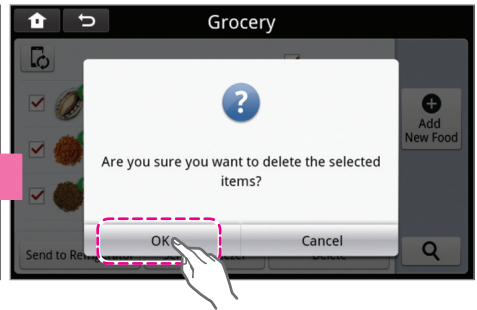 Grocery
Add
New Food
?
Are you sure you want to delete the selected
items?
OK
Cancel
Send to Refrigerator
Delete